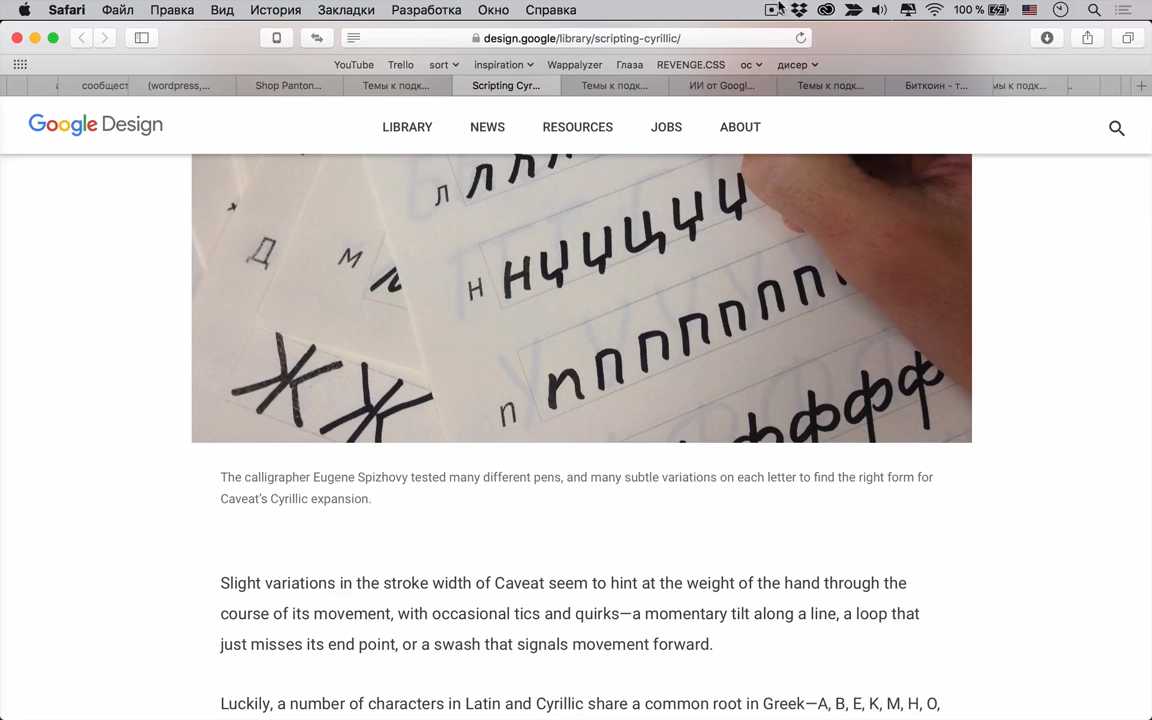 Safari Файл Правка Вид История Закладки Разработка Окно Справка 100 %
design.google/library/scripting-cyrillic/
YouTube Trello sort inspiration Wappalyzer Глаза REVENGE.CSS ос дисер
сообщест (wordpress,... Shop Panton... Темы к подк... Scripting Cyr... Темы к подк... ИИ от Googl... Темы к подк... Биткоин - т... мы к подк...
Google Design LIBRARY NEWS RESOURCES JOBS ABOUT
л л л л
Д м н н џ џ ц џ џ
Ж Ж п п п п п п п п
ф ф ф ф
The calligrapher Eugene Spizhovy tested many different pens, and many subtle variations on each letter to find the right form for
Caveat's Cyrillic expansion.
Slight variations in the stroke width of Caveat seem to hint at the weight of the hand through the
course of its movement, with occasional tics and quirks—a momentary tilt along a line, a loop that
just misses its end point, or a swash that signals movement forward.
Luckily, a number of characters in Latin and Cyrillic share a common root in Greek—A, B, E, K, M, H, O,